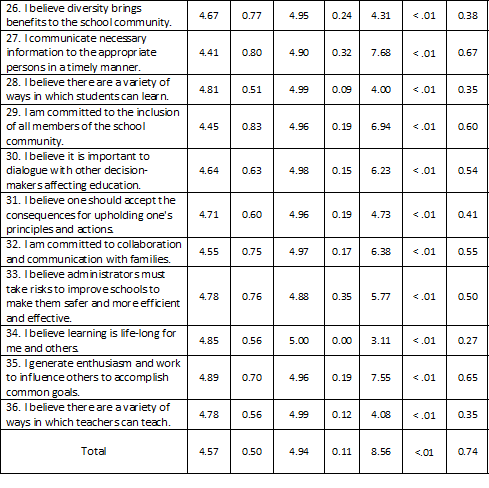 26. I believe diversity brings
benefits to the school community.
4.67 0.77 4.95 0.24 4.31 < .01 0.38
27. I communicate necessary
information to the appropriate
persons in a timely manner.
4.41 0.80 4.90 0.32 7.68 < .01 0.67
28. I believe there are a variety of
ways in which students can learn.
4.81 0.51 4.99 0.09 4.00 < .01 0.35
29. I am committed to the inclusion
of all members of the school
community.
4.45 0.83 4.96 0.19 6.94 < .01 0.60
30. I believe it is important to
dialogue with other decision-
makers affecting education.
4.64 0.63 4.98 0.15 6.23 < .01 0.54
31. I believe one should accept the
consequences for upholding one's
principles and actions.
4.71 0.60 4.96 0.19 4.73 < .01 0.41
32. I am committed to collaboration
and communication with families.
4.55 0.75 4.97 0.17 6.38 < .01 0.55
33. I believe administrators must
take risks to improve schools to
make them safer and more efficient
and effective.
4.78 0.76 4.88 0.35 5.77 < .01 0.50
34. I believe learning is life-long for
me and others.
4.85 0.56 5.00 0.00 3.11 < .01 0.27
35. I generate enthusiasm and work
to influence others to accomplish
common goals.
4.89 0.70 4.96 0.19 7.55 < .01 0.65
36. I believe there are a variety of
ways in which teachers can teach.
4.78 0.56 4.99 0.12 4.08 < .01 0.35
Total 4.57 0.50 4.94 0.11 8.56 <.01 0.74